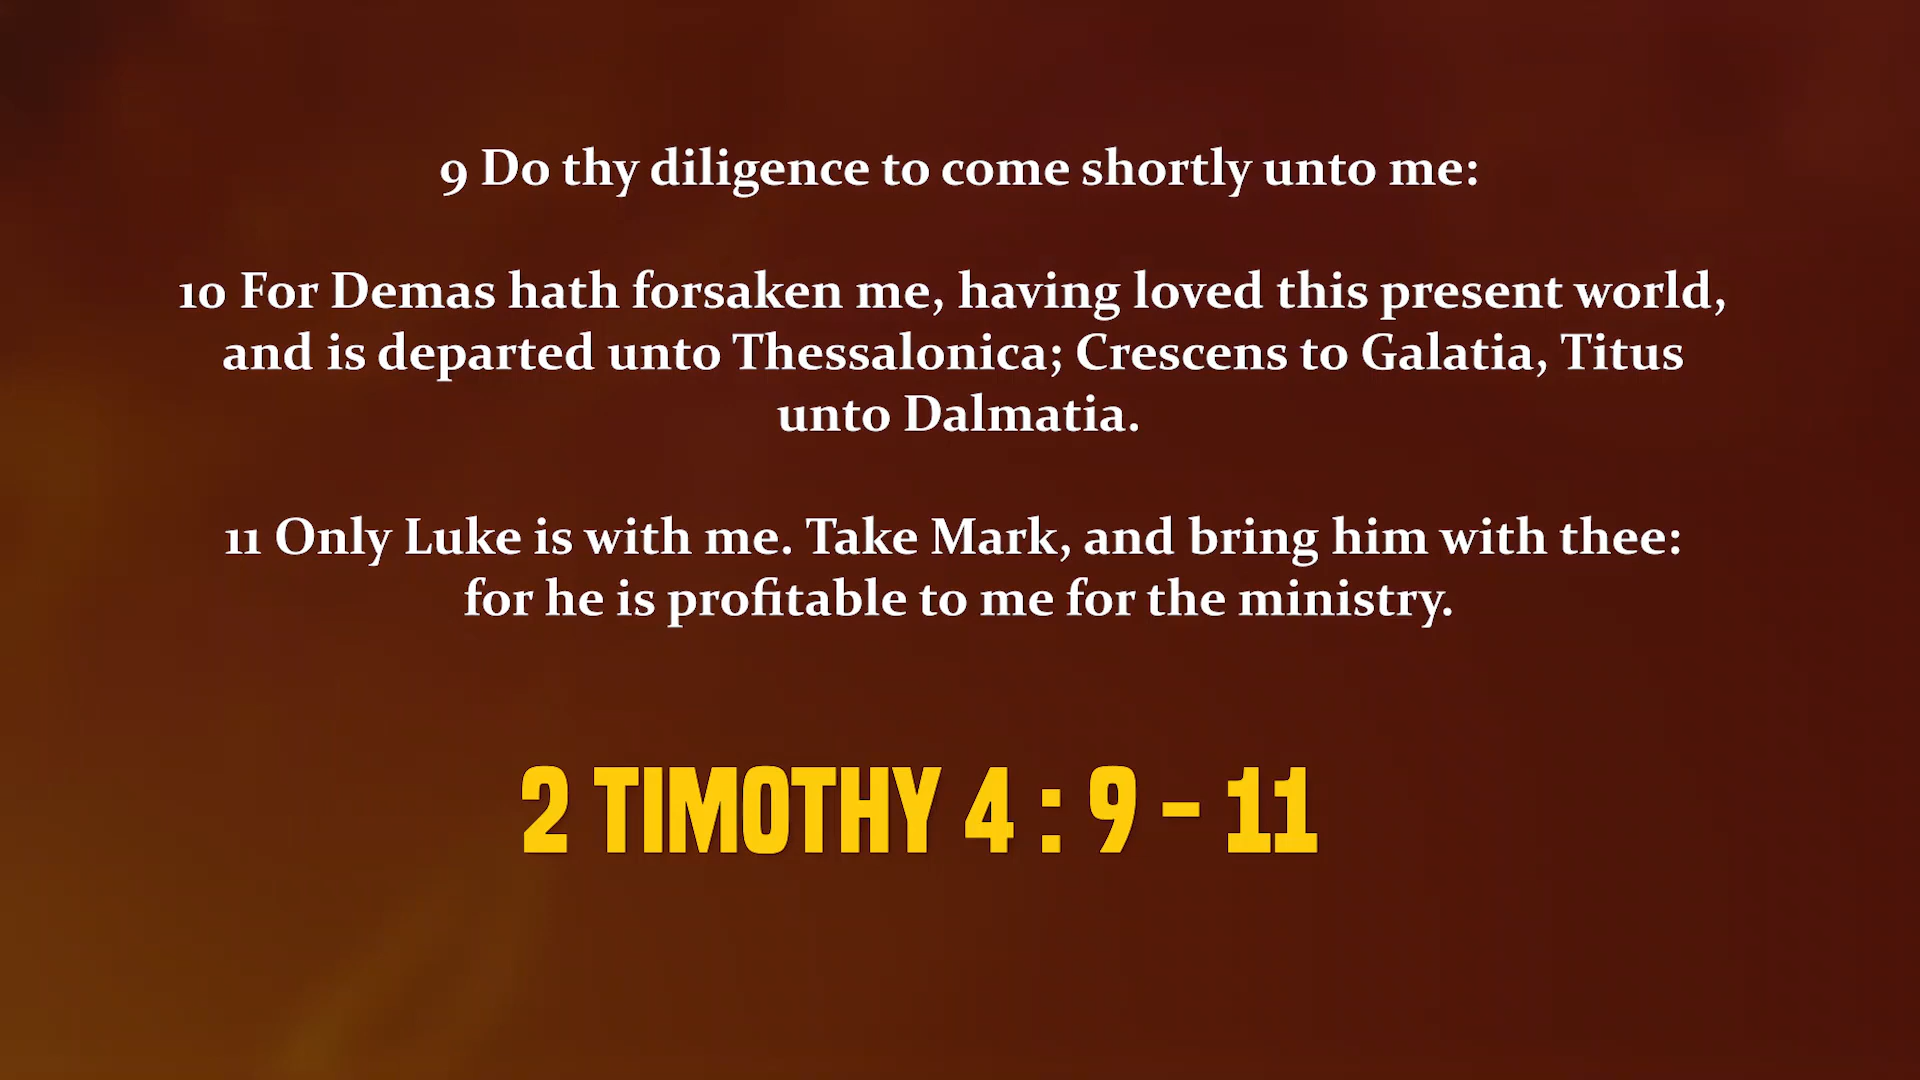 9 Do thy diligence to come shortly unto me:
10 For Demas hath forsaken me, having loved this present world,
and is departed unto Thessalonica; Crescens to Galatia, Titus
unto Dalmatia.
11 Only Luke is with me. Take Mark, and bring him with thee:
for he is profitable to me for the ministry.
2 TIMOTHY 4 : 9 - 11